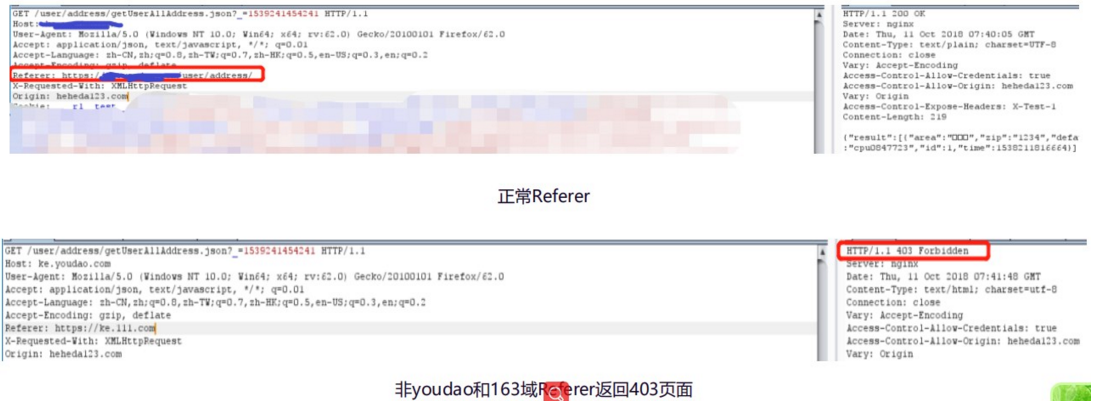 GET /user/address/getUserAllAddress.json?_=1539241454241 HTTP/1.1
Host:
User-Agent: Mozilla/5.0 (Windows NT 10.0; Win64; x64; rv:62.0) Gecko/20100101 Firefox/62.0
Accept: application/json, text/javascript, */*; q=0.01
Accept-Language: zh-CN,zh;q=0.8,zh-TW;q=0.7,zh-HK;q=0.5,en-US;q=0.3,en;q=0.2
Accept-Encoding: gzip, deflate
Referer: https:/ user/address/
X-Requested-With: XMLHttpRequest
Origin: heheda123.com
Cookie: rl_test
HTTP/1.1 200 OK
Server: nginx
Date: Thu, 11 Oct 2018 07:40:05 GMT
Content-Type: text/plain; charset=UTF-8
Connection: close
Vary: Accept-Encoding
Access-Control-Allow-Credentials: true
Access-Control-Allow-Origin: heheda123.com
Vary: Origin
Access-Control-Expose-Headers: X-Test-1
Content-Length: 219
{"result":[{"area":"□□□","zip":"1234","defa
:"cpu0847723","id":1,"time":1538211816664}]
正常Referer
GET /user/address/getUserAllAddress.json?_=1539241454241 HTTP/1.1
Host: ke.youdao.com
User-Agent: Mozilla/5.0 (Windows NT 10.0; Win64; x64; rv:62.0) Gecko/20100101 Firefox/62.0
Accept: application/json, text/javascript, */*; q=0.01
Accept-Language: zh-CN,zh;q=0.8,zh-TW;q=0.7,zh-HK;q=0.5,en-US;q=0.3,en;q=0.2
Accept-Encoding: gzip, deflate
Referer: https://ke.111.com
X-Requested-With: XMLHttpRequest
Origin: heheda123.com
HTTP/1.1 403 Forbidden
Server: nginx
Date: Thu, 11 Oct 2018 07:41:48 GMT
Content-Type: text/html; charset=utf-8
Connection: close
Vary: Accept-Encoding
Access-Control-Allow-Credentials: true
Access-Control-Allow-Origin: heheda123.com
Vary: Origin
非youdao和163域Referer返回403页面